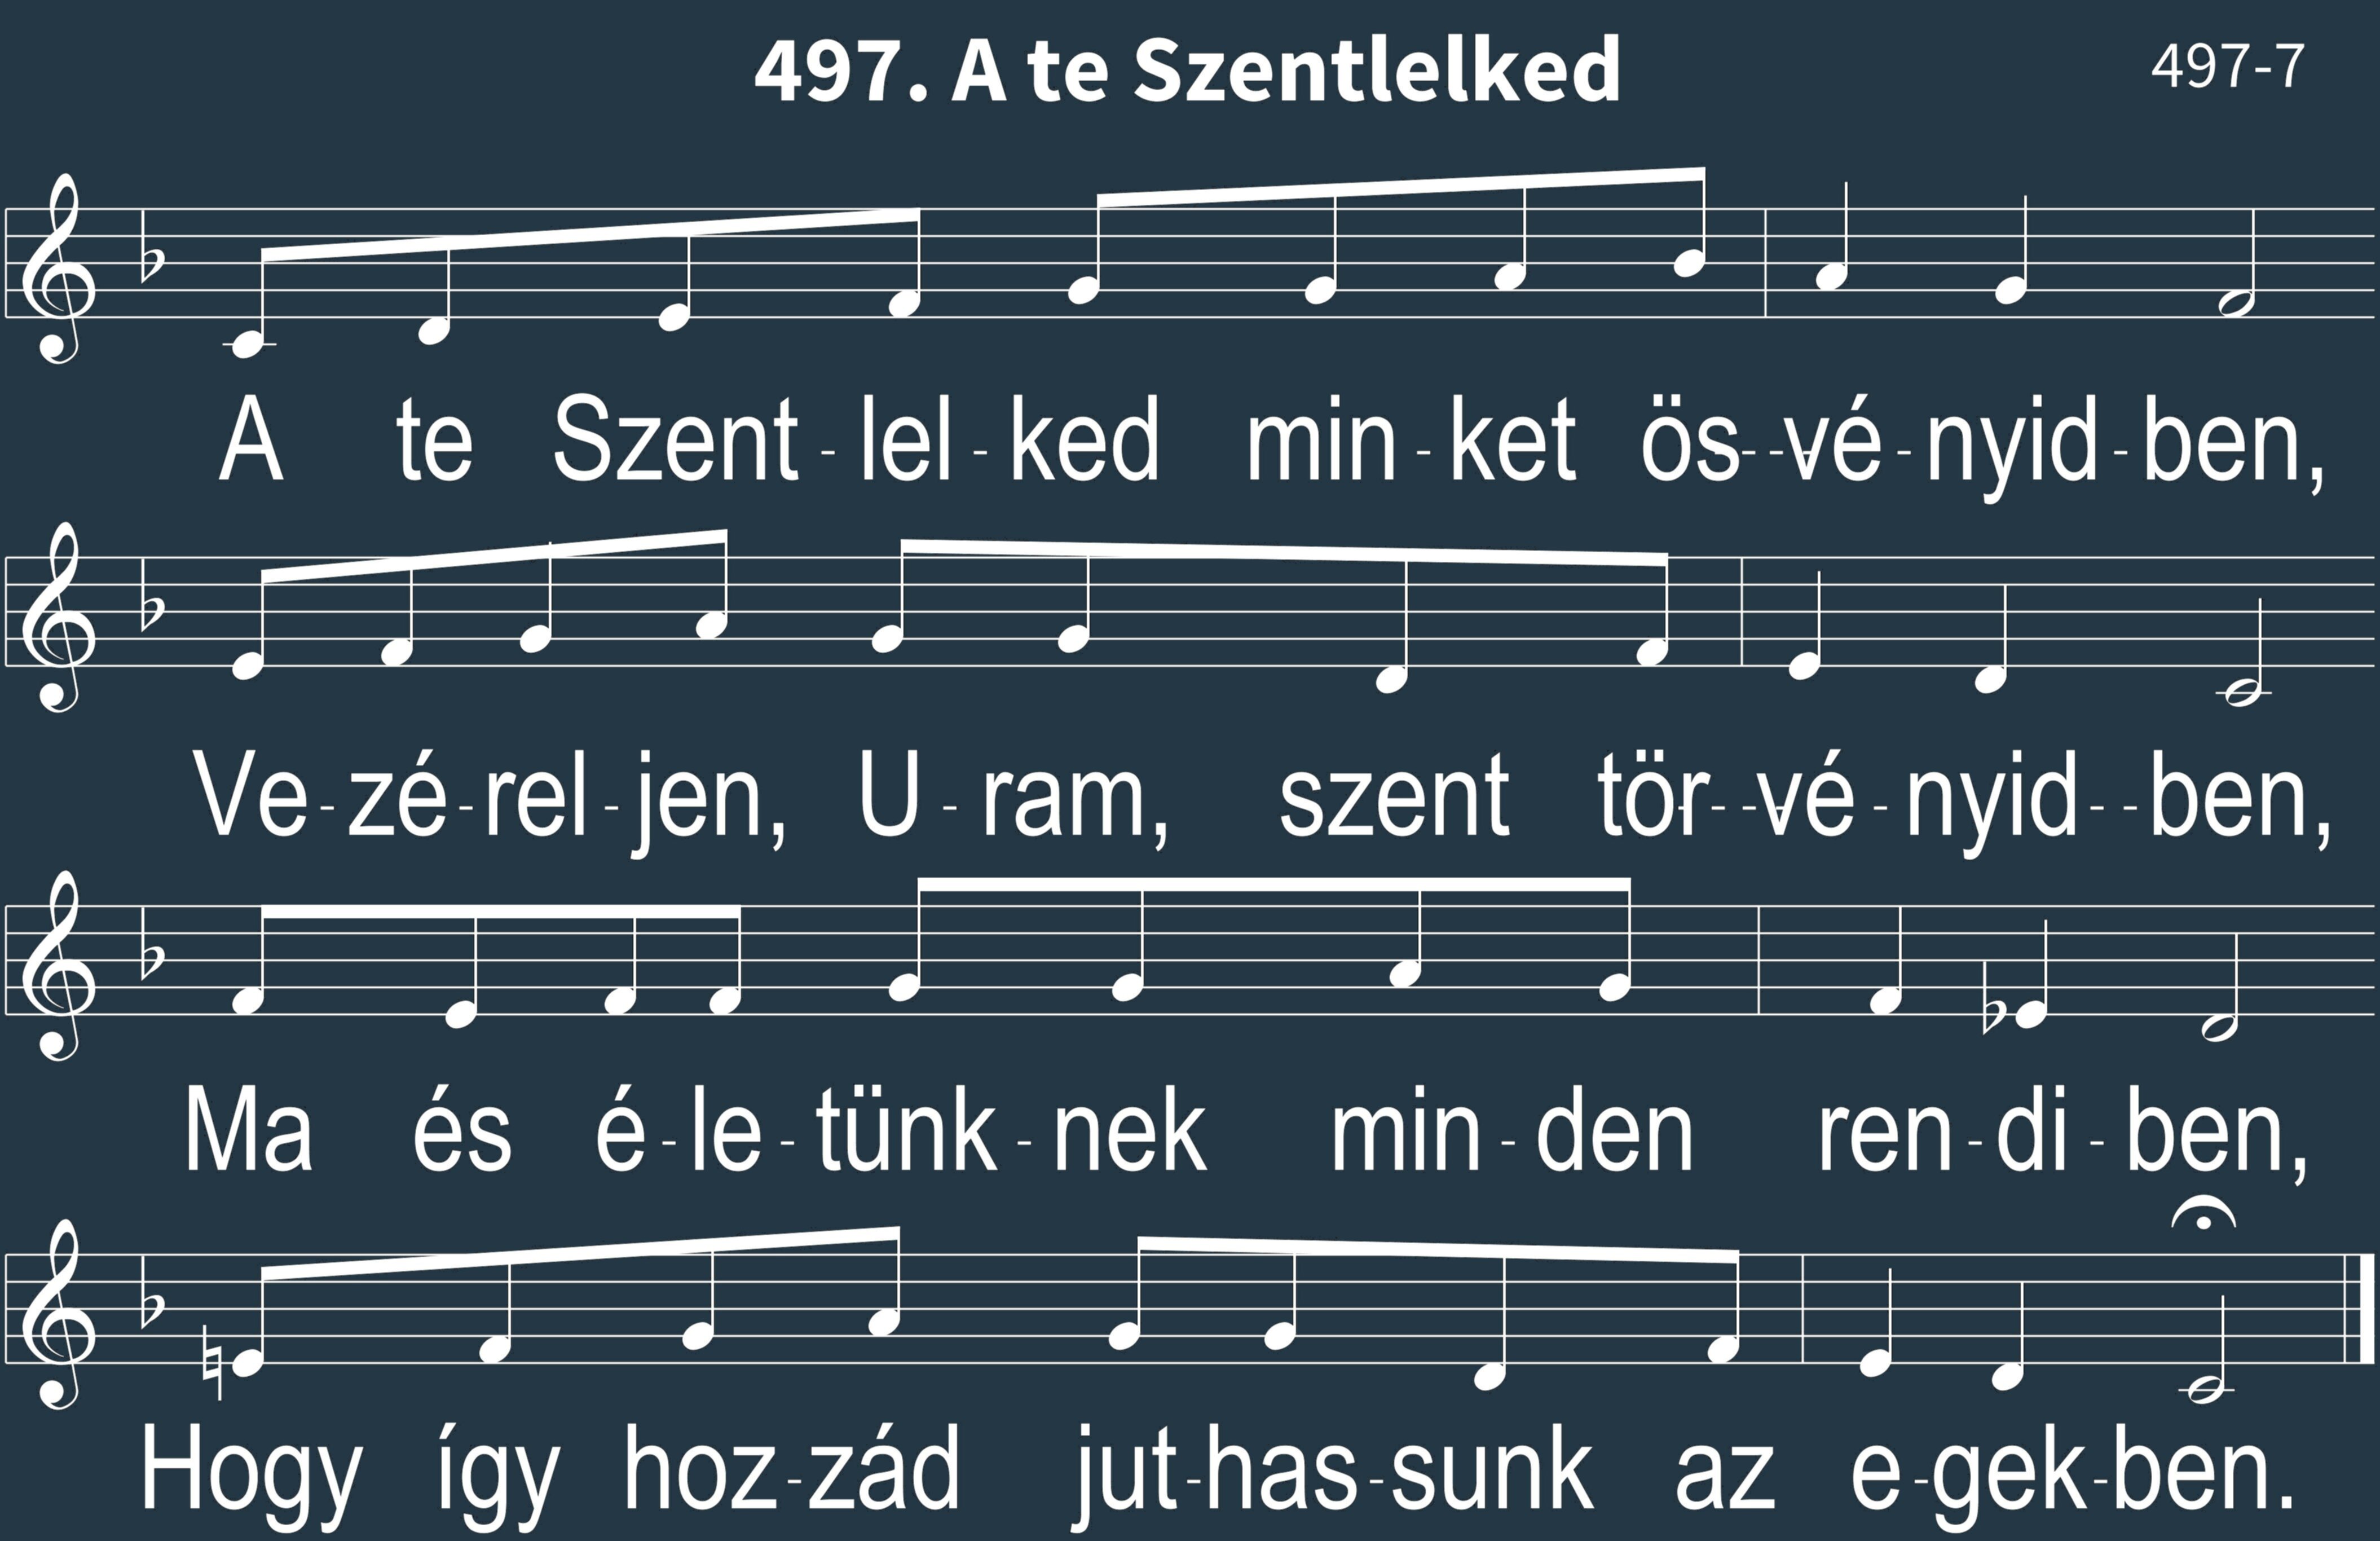 497. A te Szentlelked
497-7
A te Szent-lel-ked min-ket ös--vé-nyid-ben,
Ve-zé-rel-jen, U-ram, szent tör--vé-nyid--ben,
Ma és é-le-tünk-nek min-den ren-di-ben,
Hogy így hoz-zád jut-has-sunk az e-gek-ben.